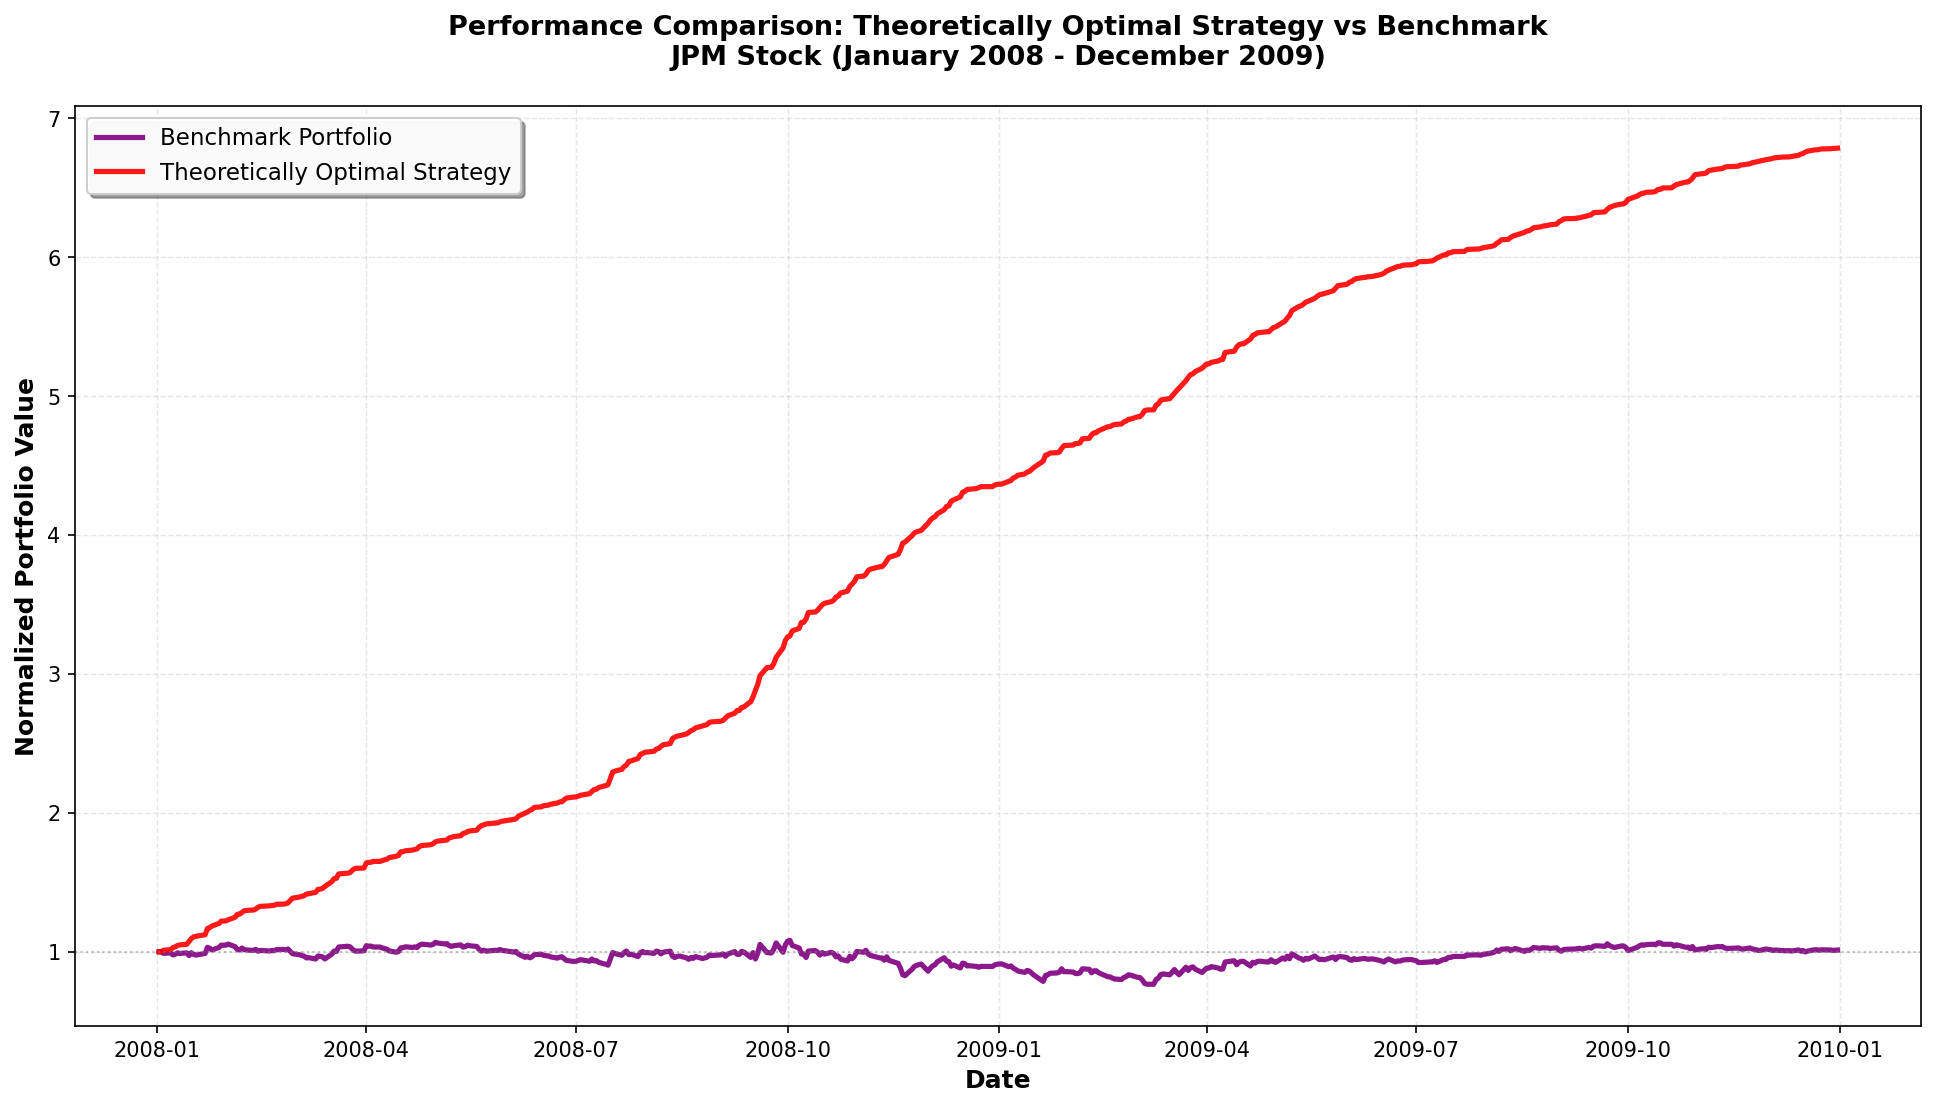 Performance Comparison: Theoretically Optimal Strategy vs Benchmark
JPM Stock (January 2008 - December 2009)
Benchmark Portfolio
Theoretically Optimal Strategy
Normalized Portfolio Value
7
6
5
4
3
2
1
2008-01
2008-04
2008-07
2008-10
2009-01
2009-04
2009-07
2009-10
2010-01
Date